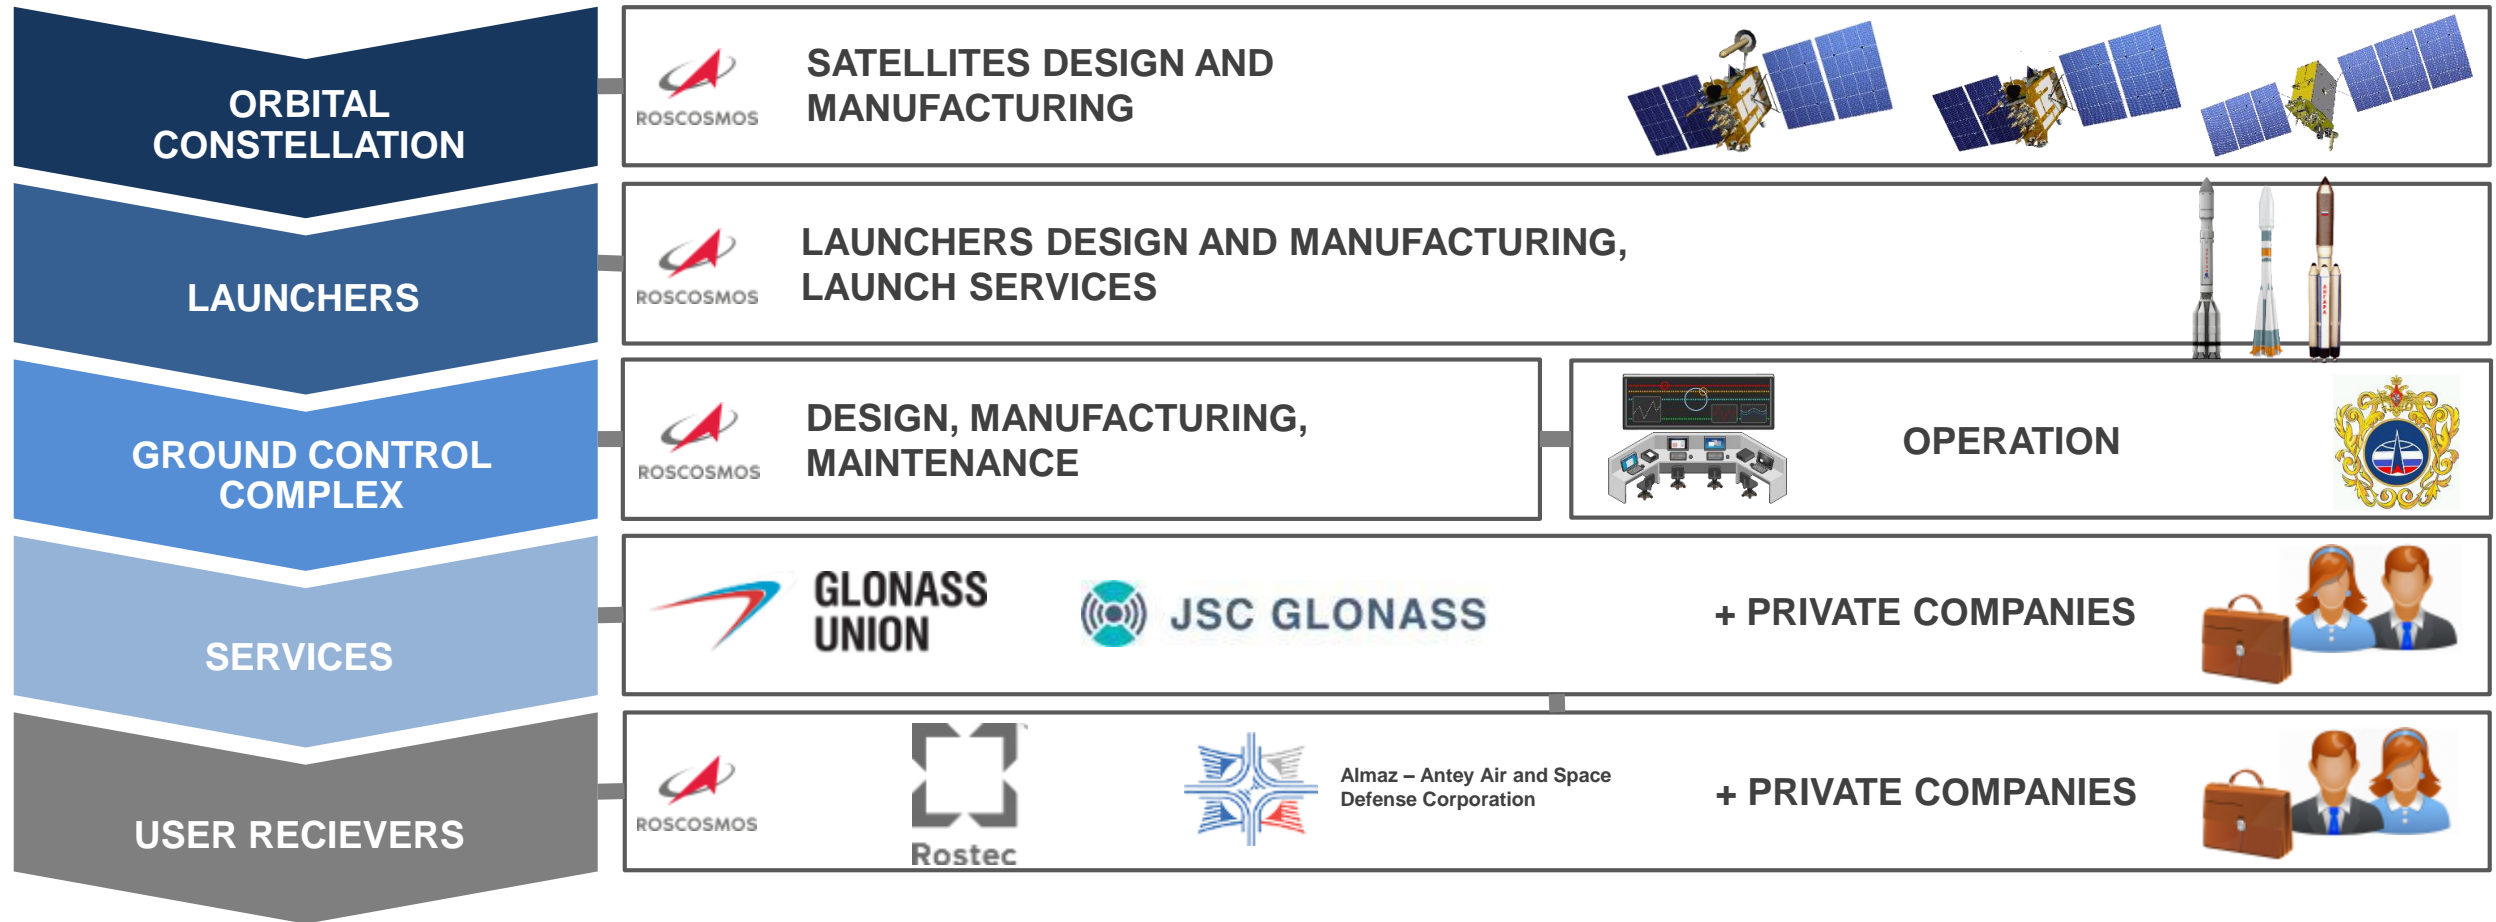 ORBITAL
CONSTELLATION
ROSCOSMOS
SATELLITES DESIGN AND
MANUFACTURING
LAUNCHERS
ROSCOSMOS
LAUNCHERS DESIGN AND MANUFACTURING,
LAUNCH SERVICES
АНГАРА
GROUND CONTROL
COMPLEX
ROSCOSMOS
DESIGN, MANUFACTURING,
MAINTENANCE
OPERATION
SERVICES
GLONASS
UNION
JSC GLONASS
+ PRIVATE COMPANIES
USER RECIEVERS
ROSCOSMOS
Rostec
Almaz – Antey Air and Space
Defense Corporation
+ PRIVATE COMPANIES